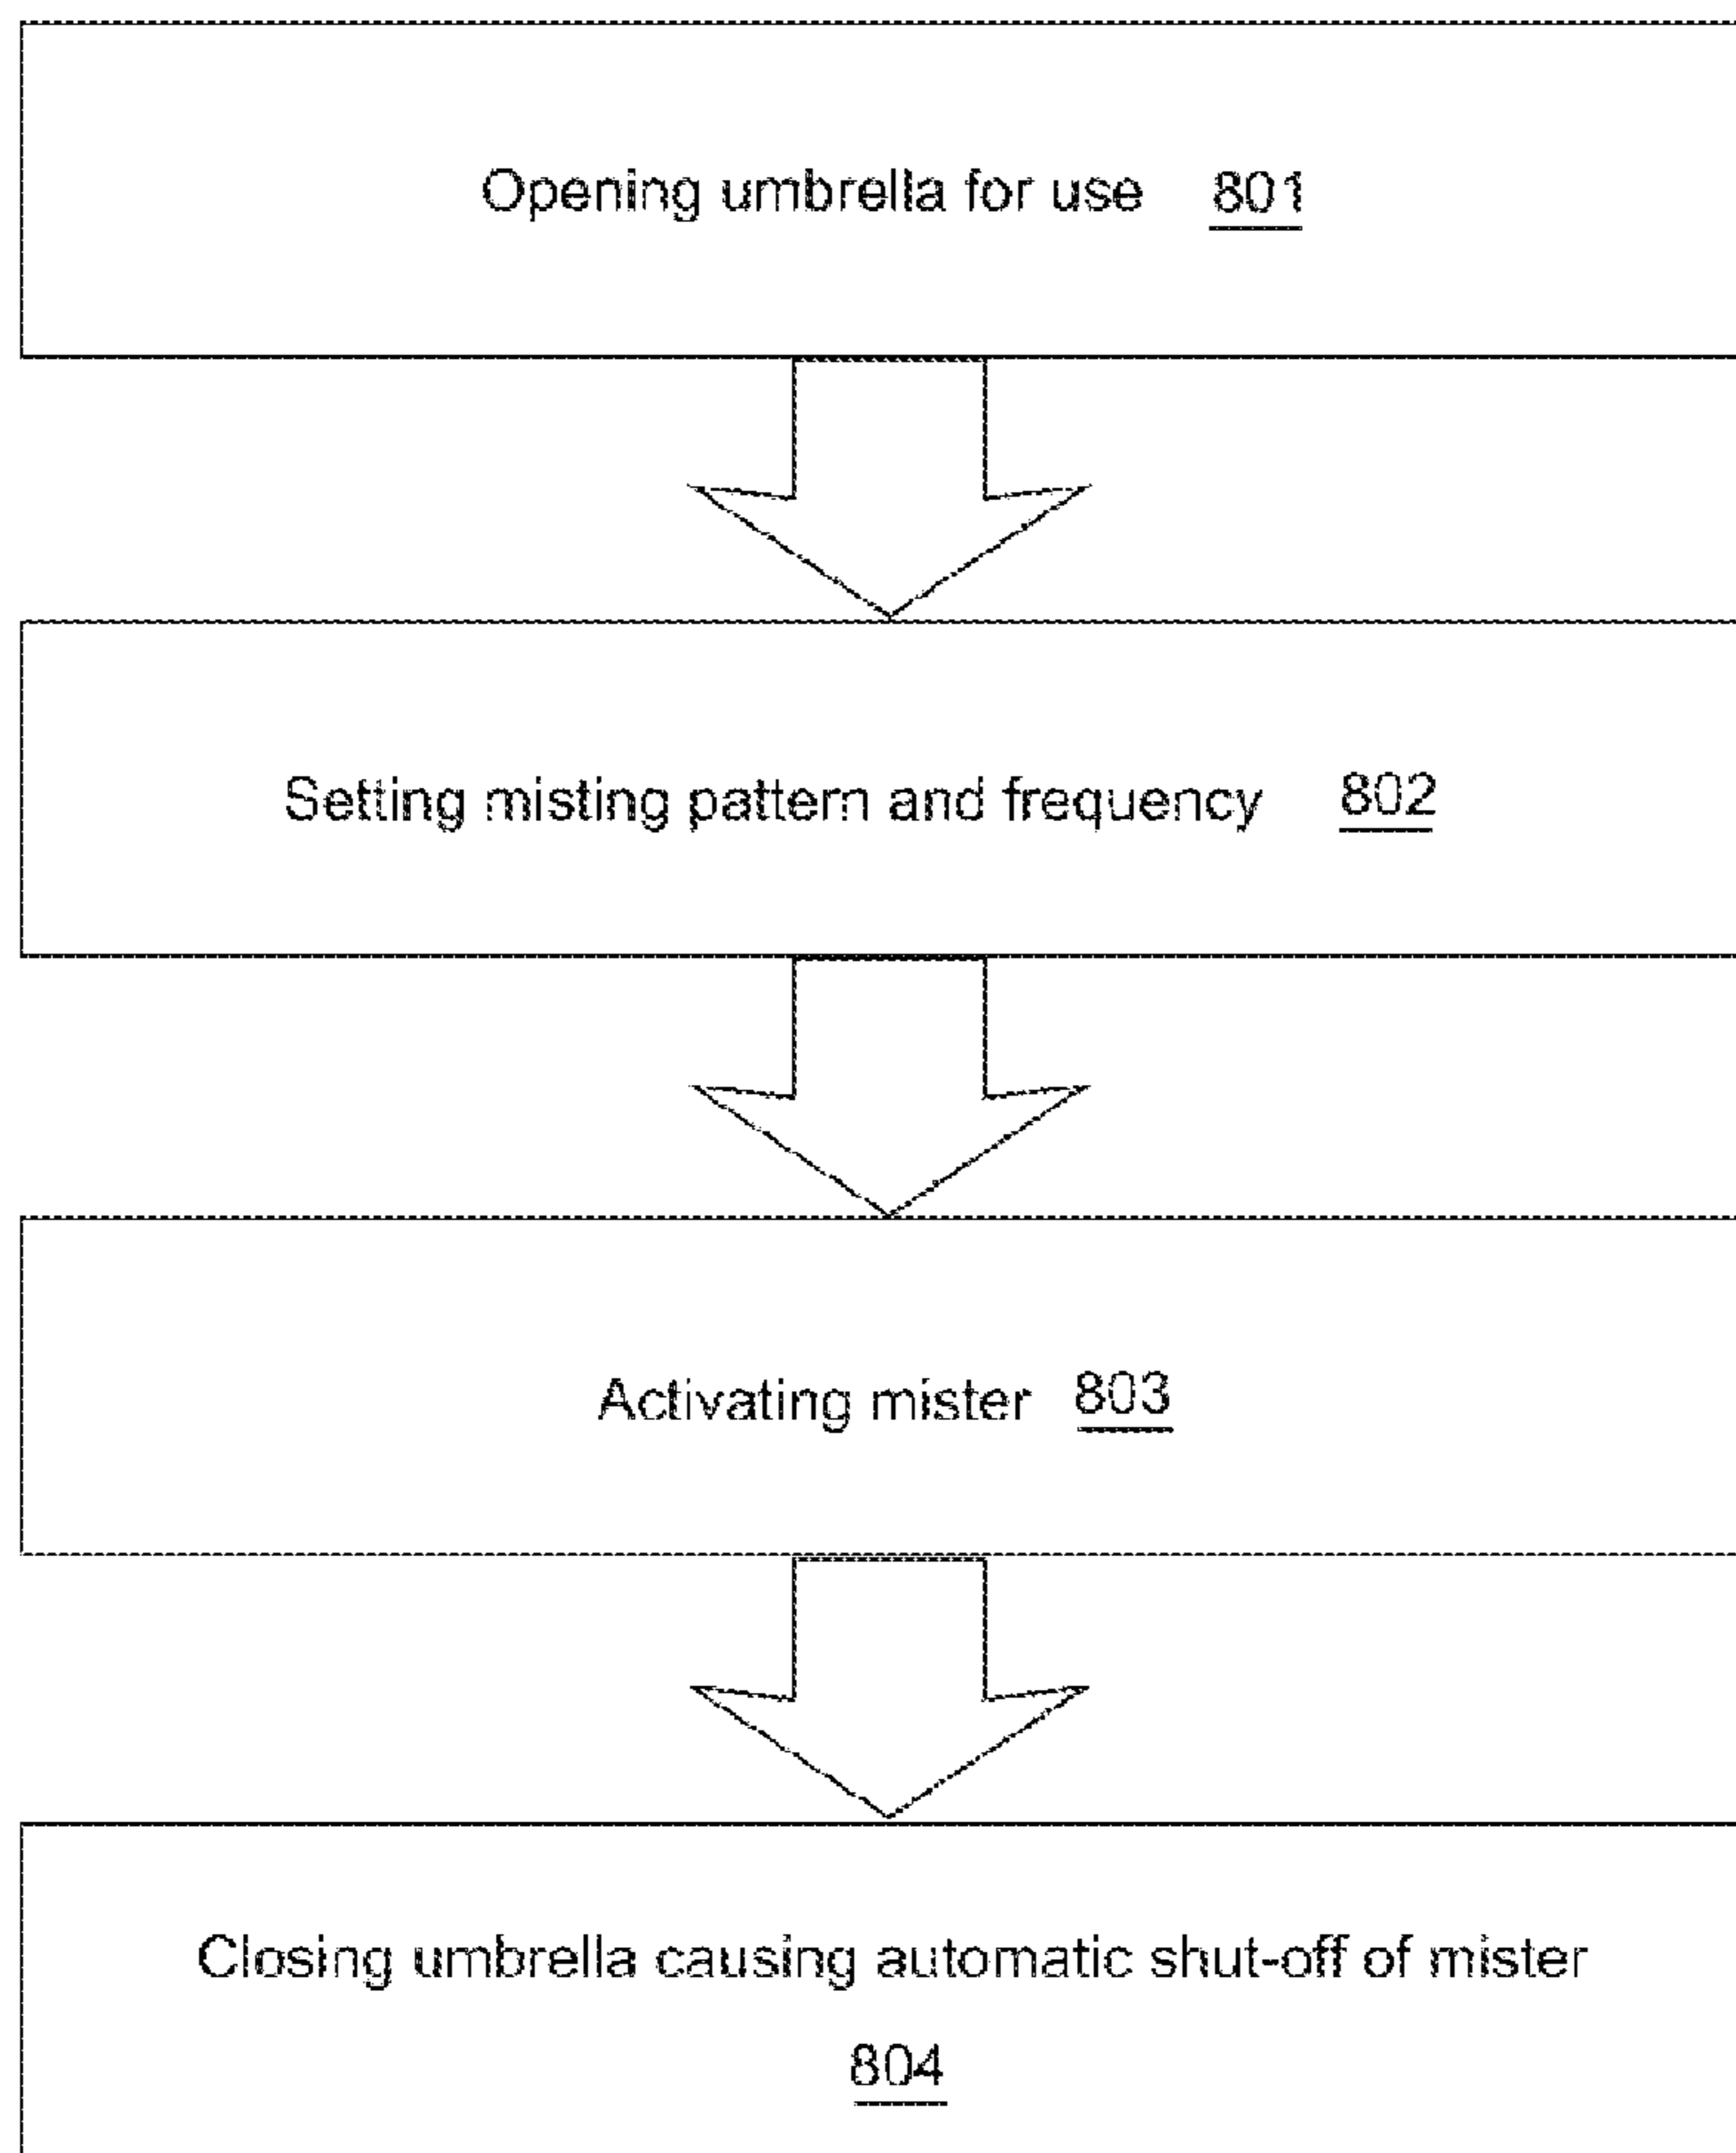 Opening umbrella for use 801
Setting misting pattern and frequency 802
Activating mister 803
Closing umbrella causing automatic shut-off of mister
804